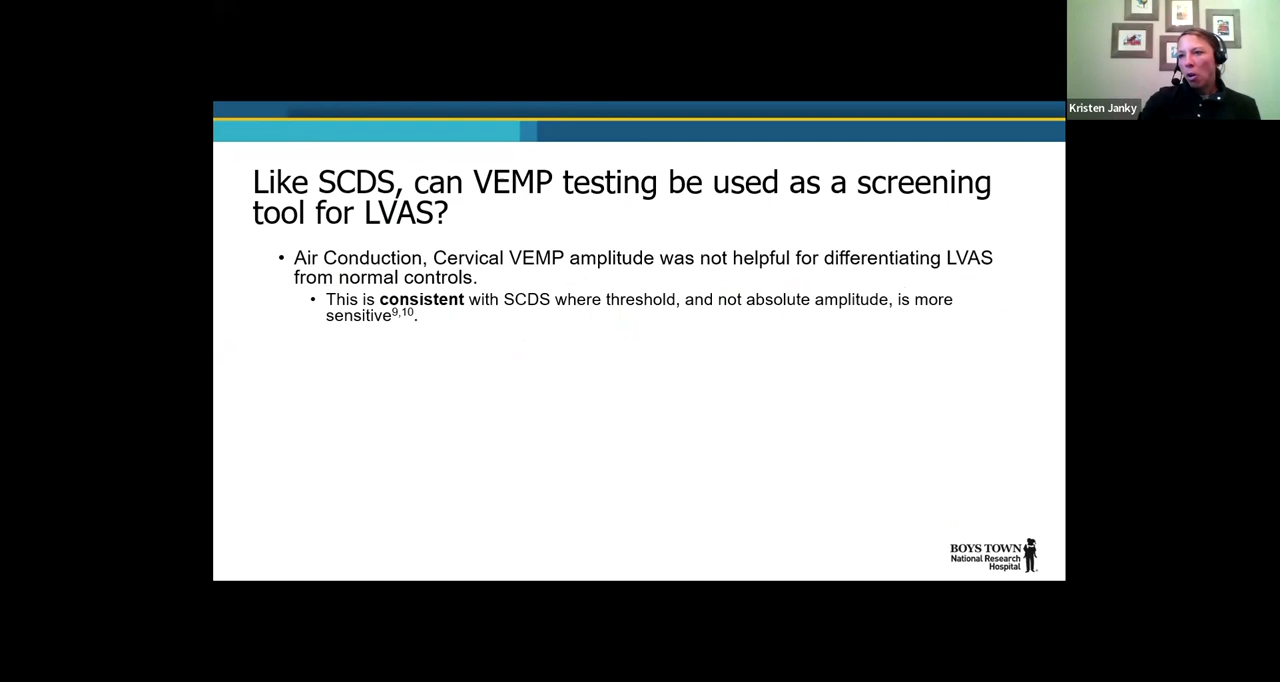 Kristen Janky
Like SCDS, can VEMP testing be used as a screening
tool for LVAS?
• Air Conduction, Cervical VEMP amplitude was not helpful for differentiating LVAS
from normal controls.
• This is consistent with SCDS where threshold, and not absolute amplitude, is more
sensitive9,10.
BOYS TOWN
National Research
Hospital